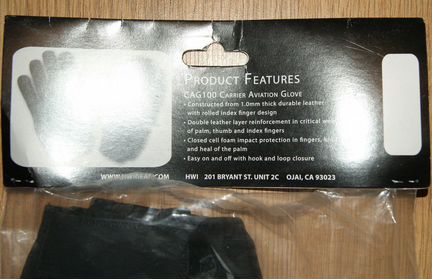 PRODUCT FEATURES
CAG100 CARRIER AVIATION GLOVE
• Constructed from 1.0mm thick durable leather
with rolled index finger design
• Double leather layer reinforcement in critical
of palm, thumb and index fingers
• Closed cell foam impact protection in fingers,
and heal of the palm
• Easy on and off with hook and loop closure
HWI 201 BRYANT ST. UNIT 2C OJAI, CA 93023